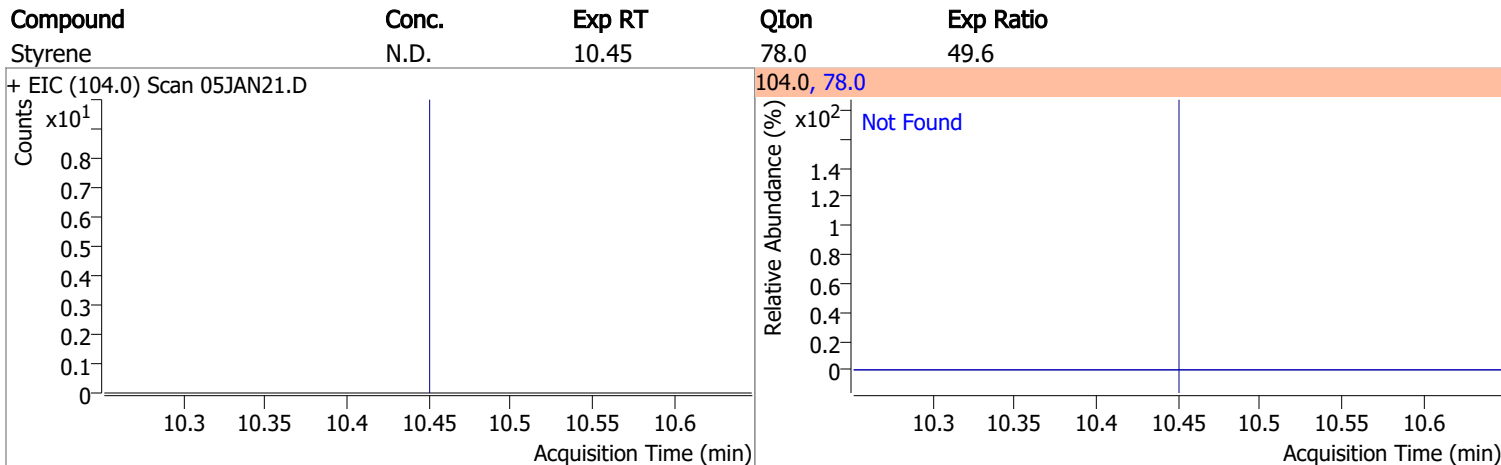 Compound Conc. Exp RT QIon Exp Ratio
Styrene N.D. 10.45 78.0 49.6
+ EIC (104.0) Scan 05JAN21.D
Counts
x10¹
0.8
0.7
0.6
0.5
0.4
0.3
0.2
0.1
0
10.3 10.35 10.4 10.45 10.5 10.55 10.6
Acquisition Time (min)
104.0, 78.0
Relative Abundance (%)
x10²
Not Found
1.4
1.2
1
0.8
0.6
0.4
0.2
0
10.3 10.35 10.4 10.45 10.5 10.55 10.6
Acquisition Time (min)